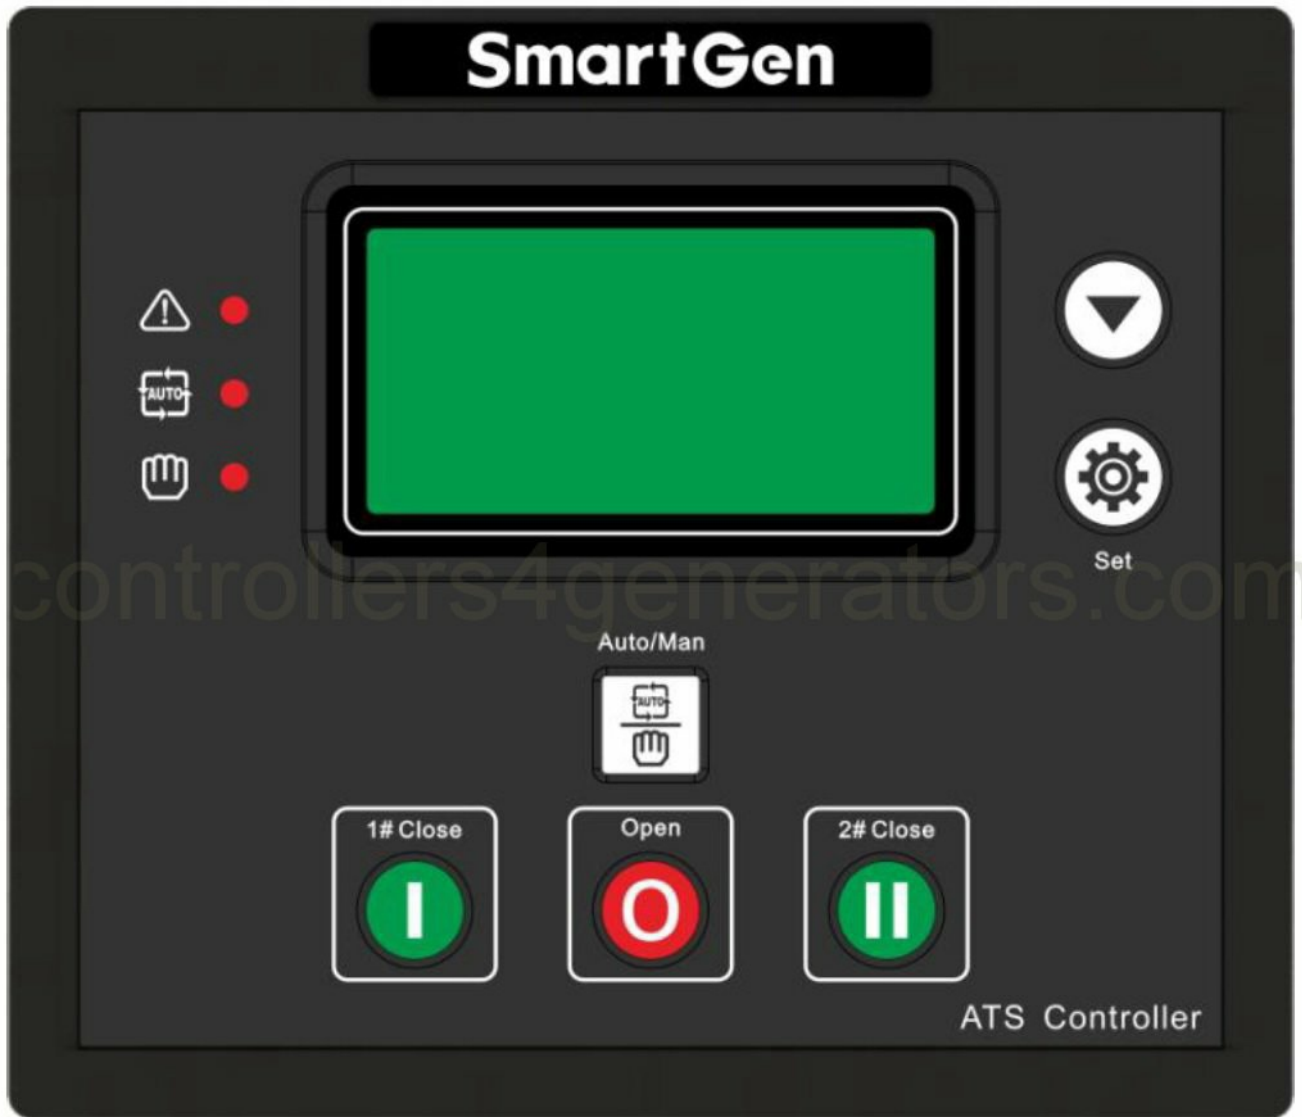 SmartGen
AUTO
Set
controllers4generators.com
Auto/Man
AUTO
1# Close
Open
2# Close
I
O
II
ATS Controller